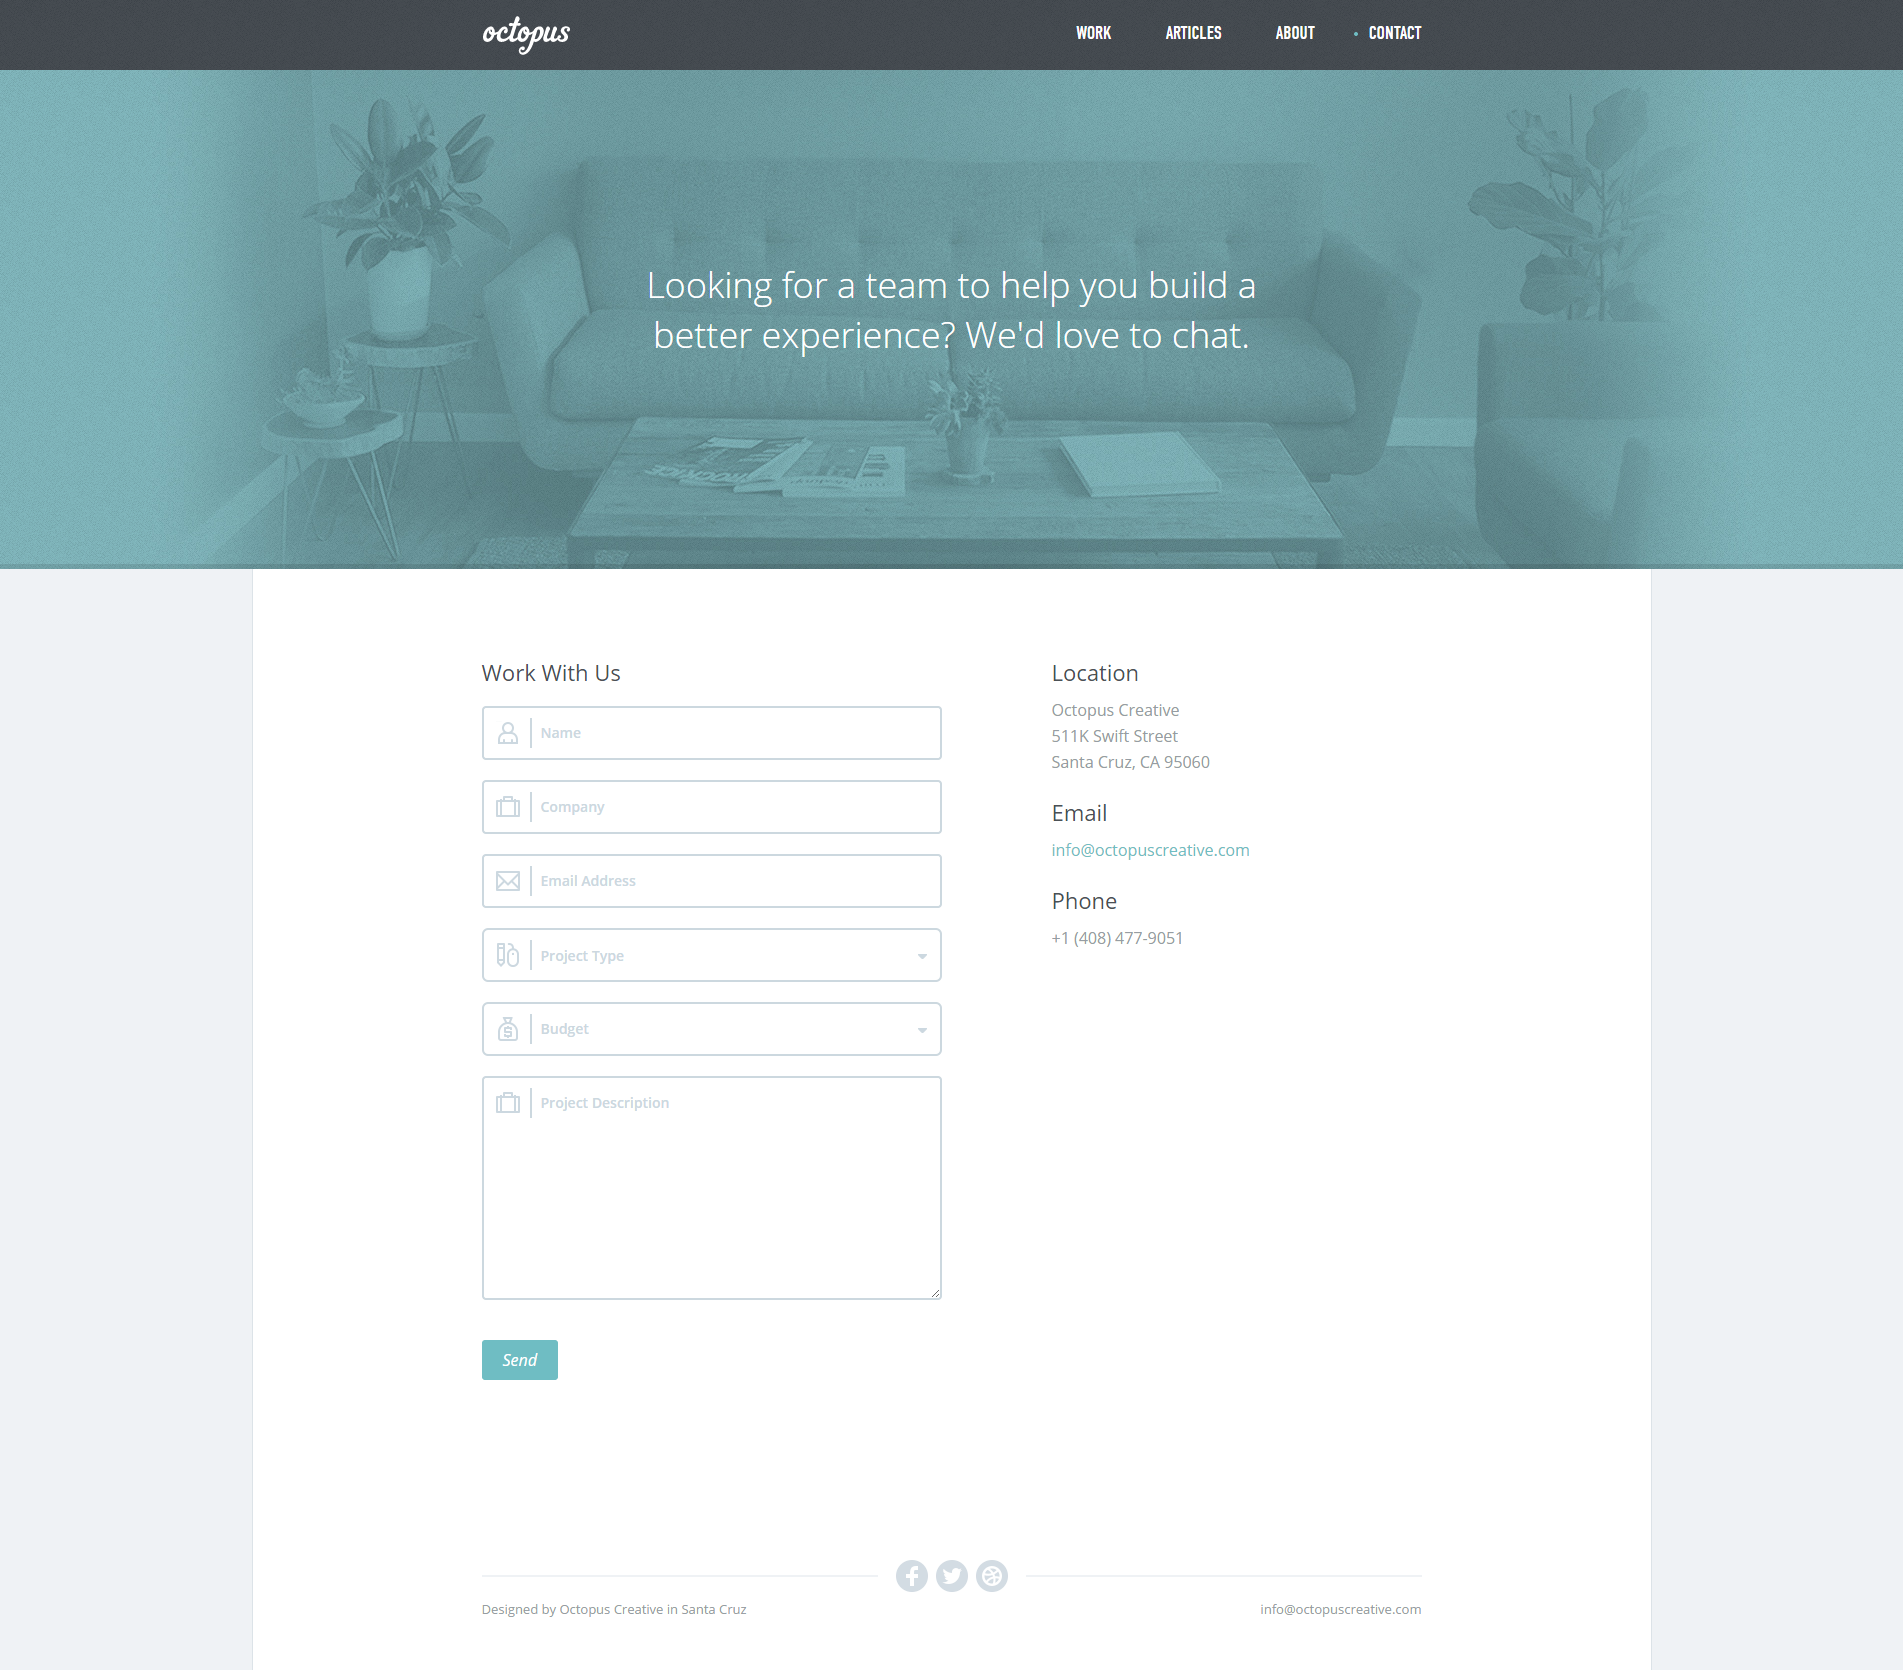 octopus
WORK ARTICLES ABOUT CONTACT
Looking for a team to help you build a
better experience? We'd love to chat.
Work With Us
Name
Company
Email Address
Project Type
Budget
Project Description
Send
Location
Octopus Creative
511K Swift Street
Santa Cruz, CA 95060
Email
info@octopuscreative.com
Phone
+1 (408) 477-9051
Designed by Octopus Creative in Santa Cruz
info@octopuscreative.com